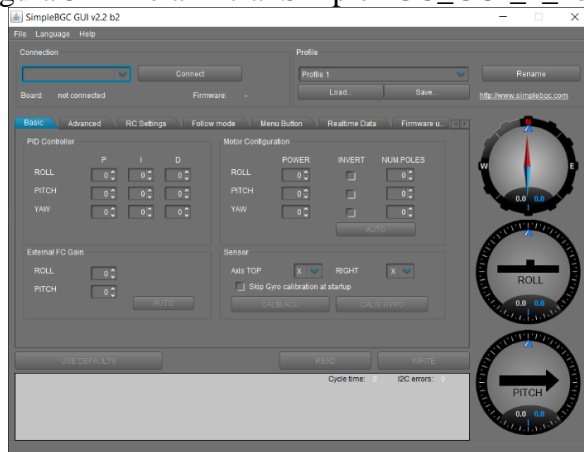 SimpleBGC GUI v2.2 b2
File Language Help
Connection
Profile
Connect
Profile 1
Rename
Board: not connected Firmware: -
Load... Save...
http://www.simplebgc.com
Basic Advanced RC Settings Follow mode Menu Button Realtime Data Firmware u...
PID Controller
Motor Configuration
P I D
POWER INVERT NUM.POLES
ROLL 0 0 0
ROLL 0 0
PITCH 0 0 0
PITCH 0 0
YAW 0 0 0
YAW 0 0
AUTO
External FC Gain
Sensor
ROLL 0
Axis TOP X RIGHT X
PITCH 0
Skip Gyro calibration at startup
AUTO
CALIB.ACC CALIB.GYRO
USE DEFAULTS READ WRITE
Cycle time: 0 I2C errors: 0
N
W E
0.0 0.0
ROLL
0.0 0.0
PITCH
0.0 0.0